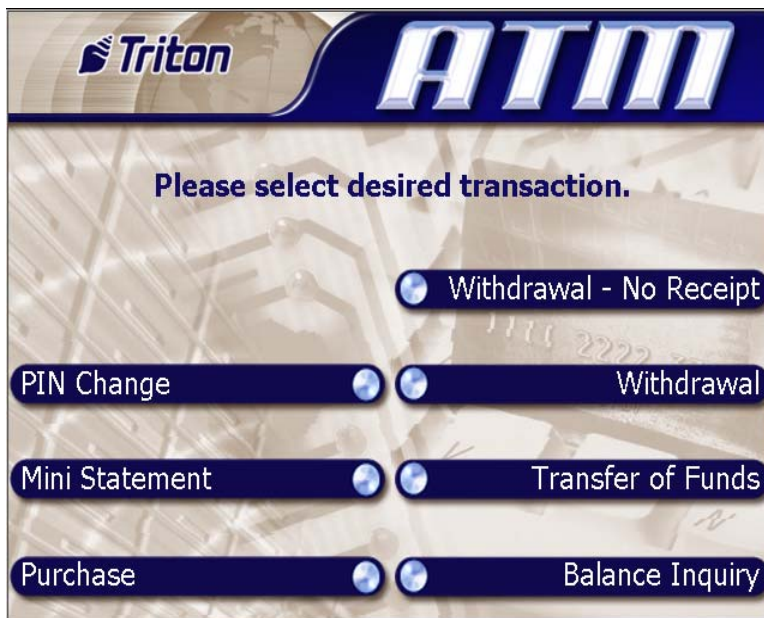 Triton
ATM
Please select desired transaction.
Withdrawal - No Receipt
PIN Change
Withdrawal
Mini Statement
Transfer of Funds
Purchase
Balance Inquiry
2222